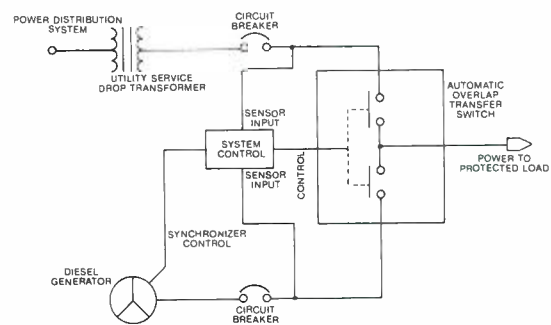 POWER DISTRIBUTION
SYSTEM
CIRCUIT
BREAKER
UTILITY SERVICE
DROP TRANSFORMER
AUTOMATIC
OVERLAP
TRANSFER
SWITCH
SENSOR
INPUT
SYSTEM
CONTROL
SENSOR
INPUT
CONTROL
POWER TO
PROTECTED LOAD
SYNCHRONIZER
CONTROL
DIESEL
GENERATOR
CIRCUIT
BREAKER